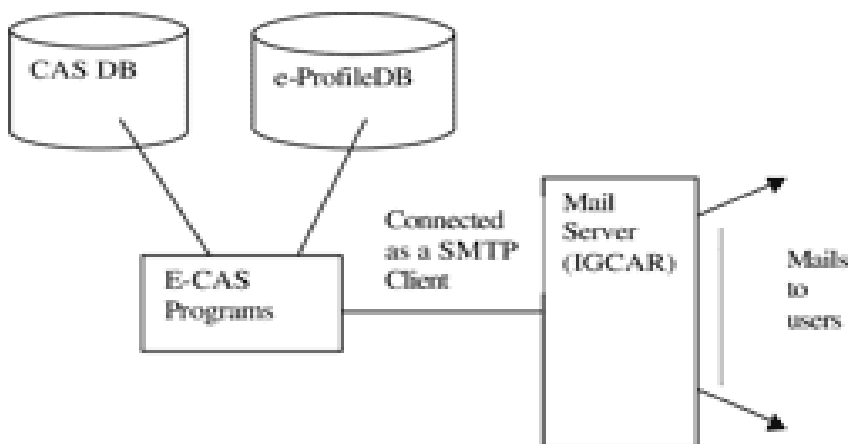 CAS DB
e-ProfileDB
Connected
as a SMTP
Client
E-CAS
Programs
Mail
Server
(IGCAR)
Mails
to
users